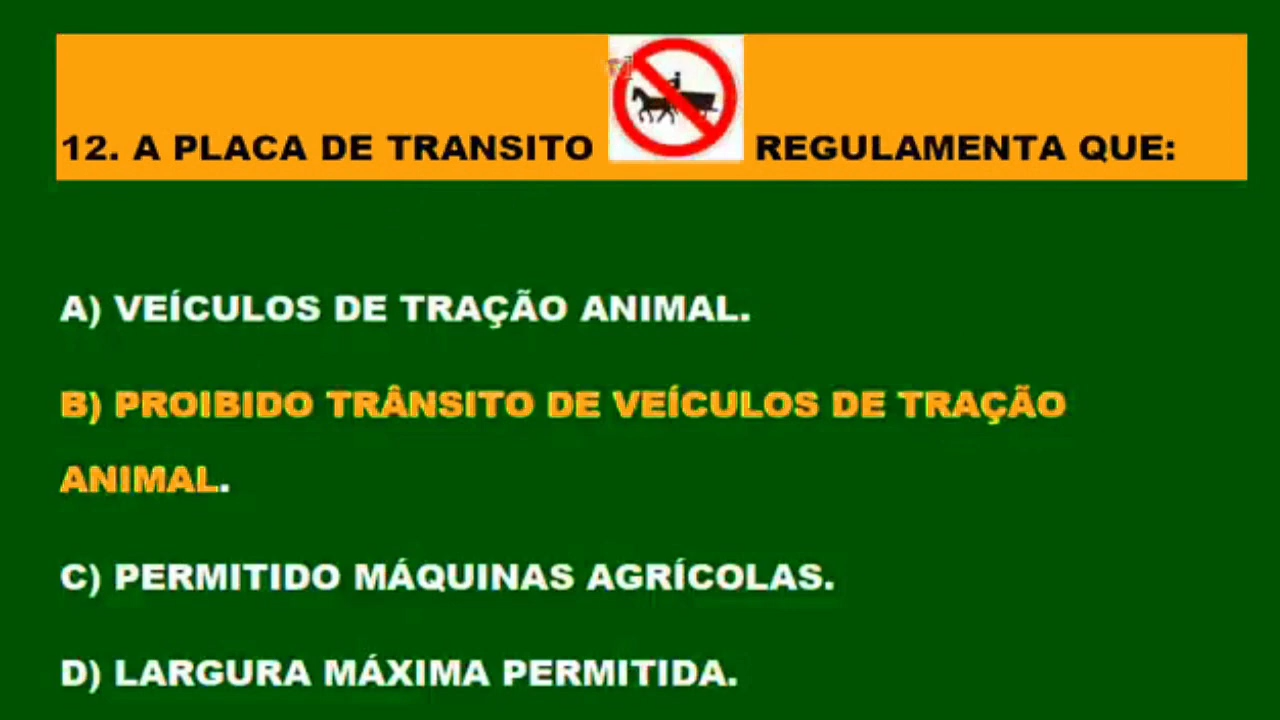 12. A PLACA DE TRANSITO REGULAMENTA QUE:
A) VEÍCULOS DE TRAÇÃO ANIMAL.
B) PROIBIDO TRÂNSITO DE VEÍCULOS DE TRAÇÃO
ANIMAL.
C) PERMITIDO MÁQUINAS AGRÍCOLAS.
D) LARGURA MÁXIMA PERMITIDA.